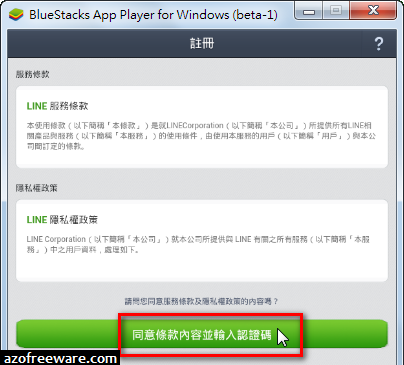 BlueStacks App Player for Windows (beta-1)
註冊
?
服務條款
LINE 服務條款
本使用條款（以下簡稱「本條款」）是就LINECorporation（以下簡稱「本公司」）所提供所有LINE相
關產品與服務（以下簡稱「本服務」）的使用條件，由使用本服務的用戶（以下簡稱「用戶」）與本公
司間訂定的條款。
隱私權政策
LINE 隱私權政策
LINE Corporation（以下簡稱「本公司」）就本公司所提供與 LINE 有關之所有服務（以下簡稱「本服
務」）中之用戶資料，處理如下。
請問您同意服務條款及隱私權政策的內容嗎？
同意條款內容並輸入認證碼
azofreeware.com